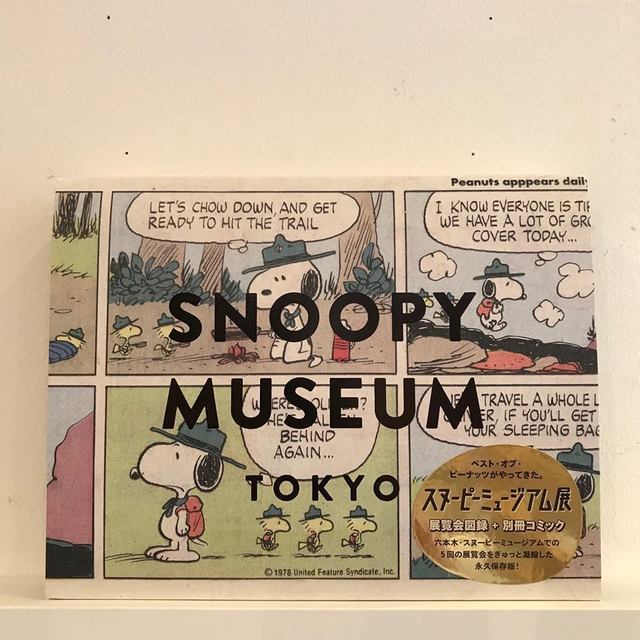 Peanuts apppears daily
LET'S CHOW DOWN, AND GET
READY TO HIT THE TRAIL
I KNOW EVERYONE IS
WE HAVE A LOT OF
COVER TODAY...
SNOOPY
MUSEUM
TOKYO
BEHIND
AGAIN...
TRAVEL A WHOLE
IF YOU'LL GET
YOUR SLEEPING
© 1978 United Feature Syndicate, Inc.
ベスト・オブ・
ピーナッツがやってきた。
スヌーピーミュージアム展
展覧会図録 + 別冊コミック
六本木・スヌーピーミュージアムでの
5回の展覧会をぎゅっと凝縮した
永久保存版!